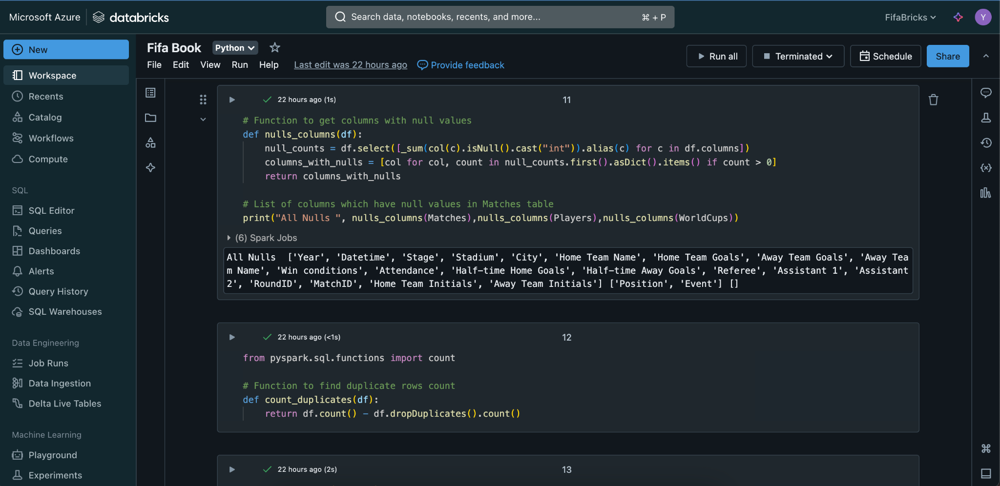 Microsoft Azure databricks
Search data, notebooks, recents, and more... ⌘ + P
FifaBricks Y
New
Workspace
Recents
Catalog
Workflows
Compute
SQL
SQL Editor
Queries
Dashboards
Alerts
Query History
SQL Warehouses
Data Engineering
Job Runs
Data Ingestion
Delta Live Tables
Machine Learning
Playground
Experiments
Fifa Book Python
File Edit View Run Help Last edit was 22 hours ago Provide feedback
Run all Terminated Schedule Share
22 hours ago (1s) 11
# Function to get columns with null values
def nulls_columns(df):
    null_counts = df.select([_sum(col(c).isNull().cast("int")).alias(c) for c in df.columns])
    columns_with_nulls = [col for col, count in null_counts.first().asDict().items() if count > 0]
    return columns_with_nulls
# List of columns which have null values in Matches table
print("All Nulls ", nulls_columns(Matches),nulls_columns(Players),nulls_columns(WorldCups))
(6) Spark Jobs
All Nulls  ['Year', 'Datetime', 'Stage', 'Stadium', 'City', 'Home Team Name', 'Home Team Goals', 'Away Team Goals', 'Away Tea
m Name', 'Win conditions', 'Attendance', 'Half-time Home Goals', 'Half-time Away Goals', 'Referee', 'Assistant 1', 'Assistant
2', 'RoundID', 'MatchID', 'Home Team Initials', 'Away Team Initials'] ['Position', 'Event'] []
22 hours ago (<1s) 12
from pyspark.sql.functions import count
# Function to find duplicate rows count
def count_duplicates(df):
    return df.count() - df.dropDuplicates().count()
22 hours ago (2s) 13